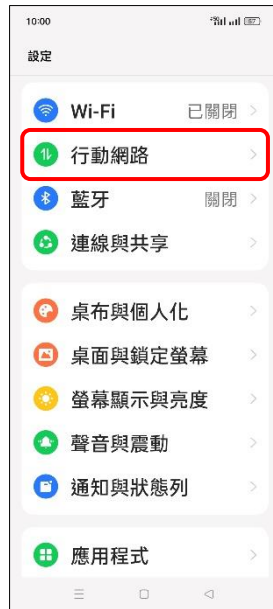 10:00
設定
Wi-Fi 已關閉
行動網路
藍牙 關閉
連線與共享
桌布與個人化
桌面與鎖定螢幕
螢幕顯示與亮度
聲音與震動
通知與狀態列
應用程式